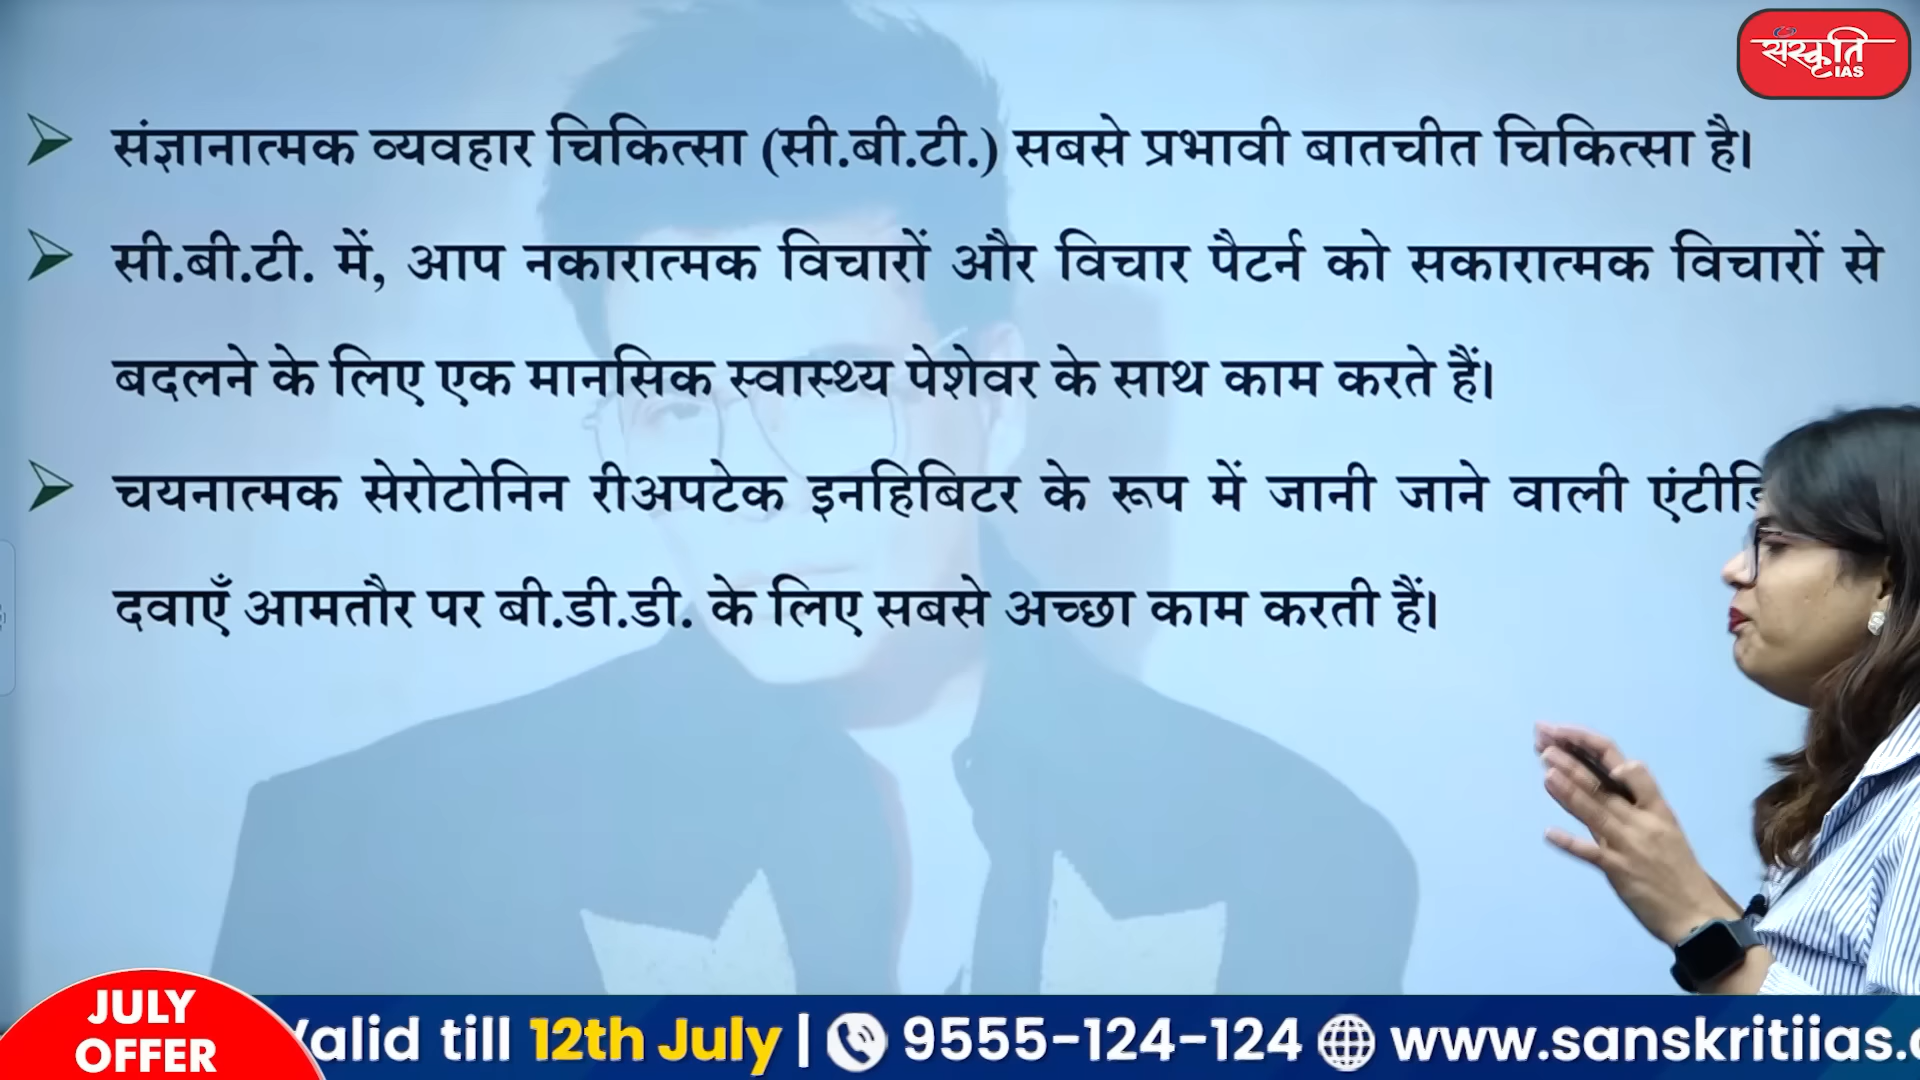 संस्कृति
IAS
संज्ञानात्मक व्यवहार चिकित्सा (सी.बी.टी.) सबसे प्रभावी बातचीत चिकित्सा है।
सी.बी.टी. में, आप नकारात्मक विचारों और विचार पैटर्न को सकारात्मक विचारों से
बदलने के लिए एक मानसिक स्वास्थ्य पेशेवर के साथ काम करते हैं।
चयनात्मक सेरोटोनिन रीअपटेक इनहिबिटर के रूप में जानी जाने वाली
दवाएँ आमतौर पर बी.डी.डी. के लिए सबसे अच्छा काम करती हैं।
JULY
OFFER
Valid till 12th July | 9555-124-124 www.sanskritiias.